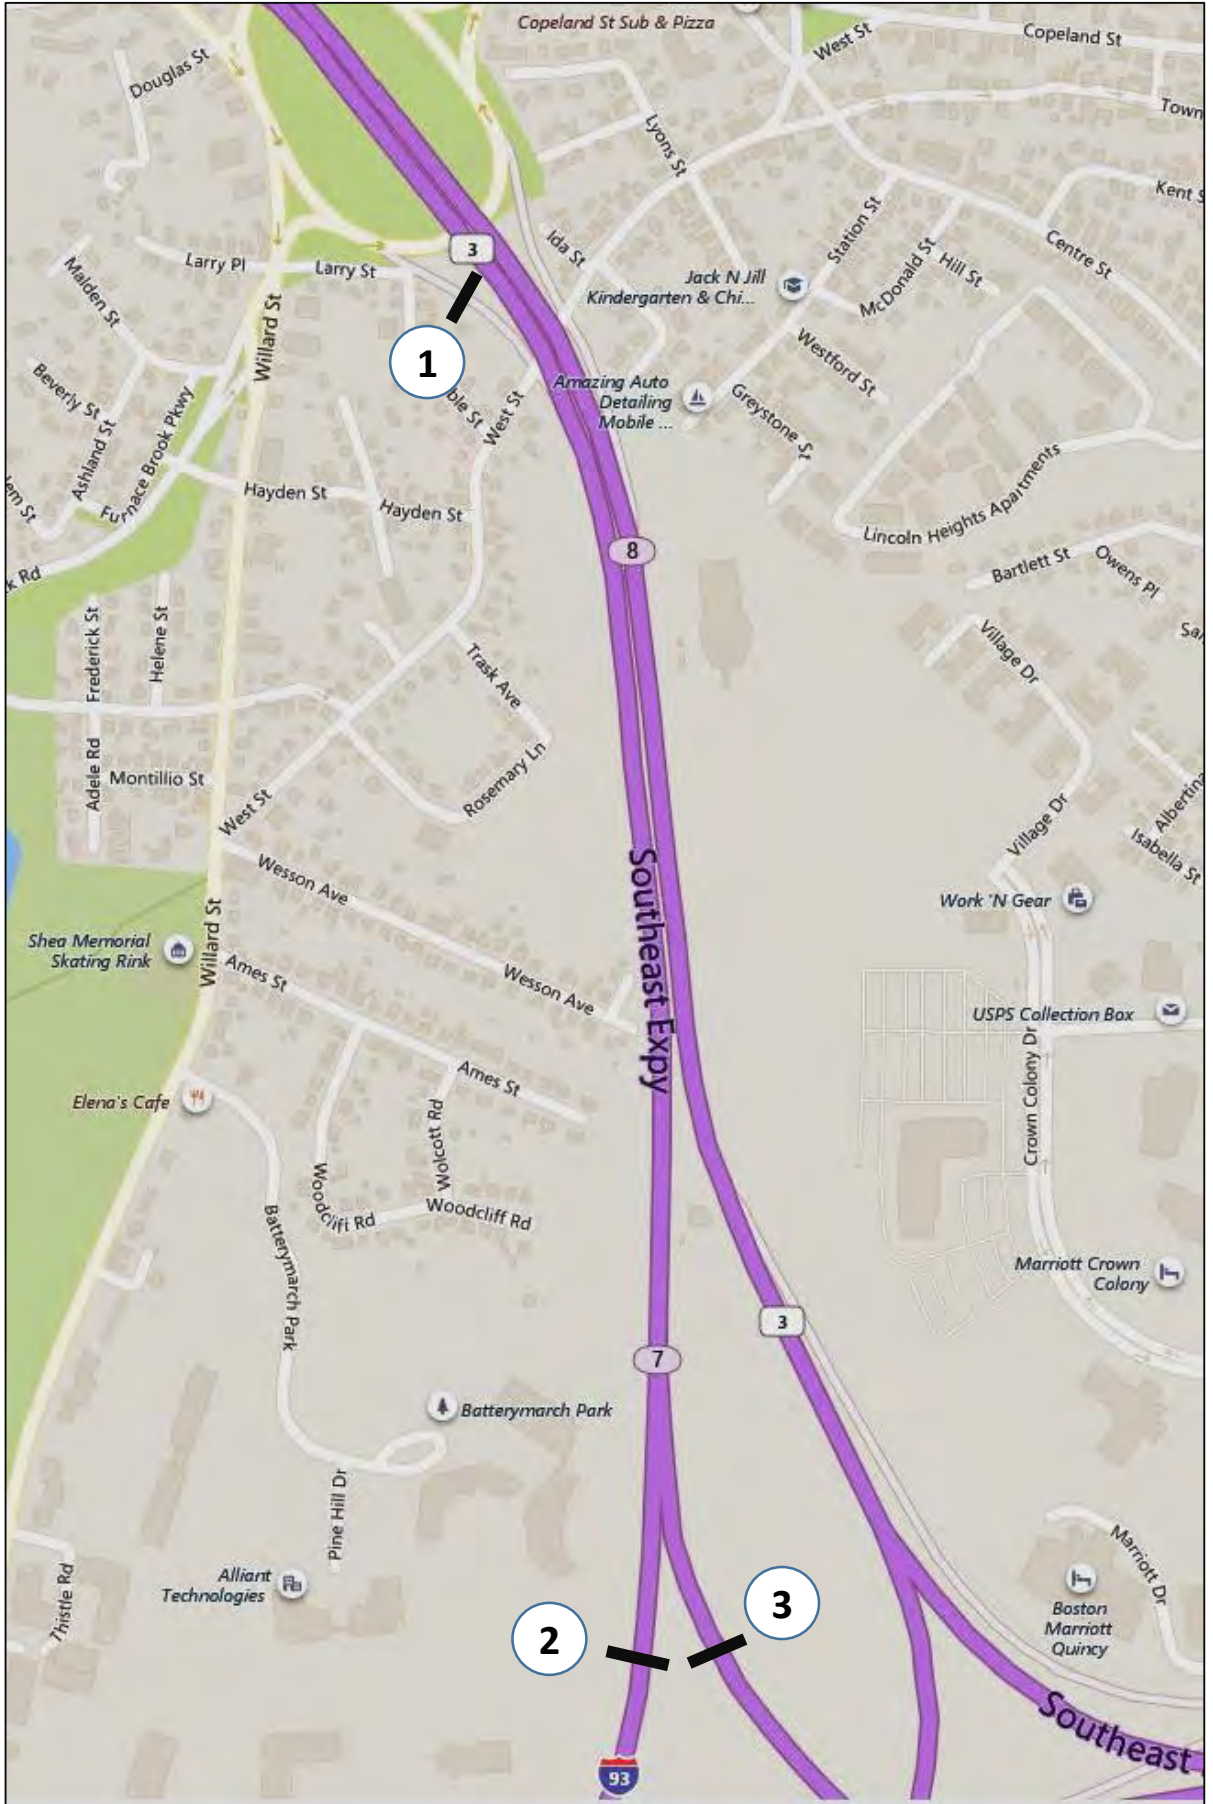 Copeland St Sub & Pizza
West St
Copeland St
Douglas St
Town
Lyons St
Kent S
Station St
Ida St
Centre St
McDonald St
Hill St
3
Larry Pl
Larry St
Malden St
Jack N Jill
Kindergarten & Chi...
Willard St
1
Westford St
Beverly St
Amazing Auto
Detailing
Mobile ...
ble St
West St
Greystone St
Furnace Brook Pkwy
Ashland St
lem St
Hayden St
Hayden St
Lincoln Heights Apartments
8
Bartlett St
Owens Pl
k Rd
Frederick St
Helene St
Village Dr
Sa
Trask Ave
Adele Rd
Montillio St
Rosemary Ln
West St
Village Dr
Albertina
Isabella St
Wesson Ave
Southeast Expy
Work 'N Gear
Shea Memorial
Skating Rink
Willard St
Ames St
Wesson Ave
USPS Collection Box
Crown Colony Dr
Elena's Cafe
Ames St
Wolcott Rd
Woodcliff Rd
Woodcliff Rd
Batterymarch Park
Marriott Crown
Colony
3
7
Batterymarch Park
Pine Hill Dr
Marriott Dr
Alliant
Technologies
Thistle Rd
Boston
Marriott
Quincy
2
3
Southeast
93